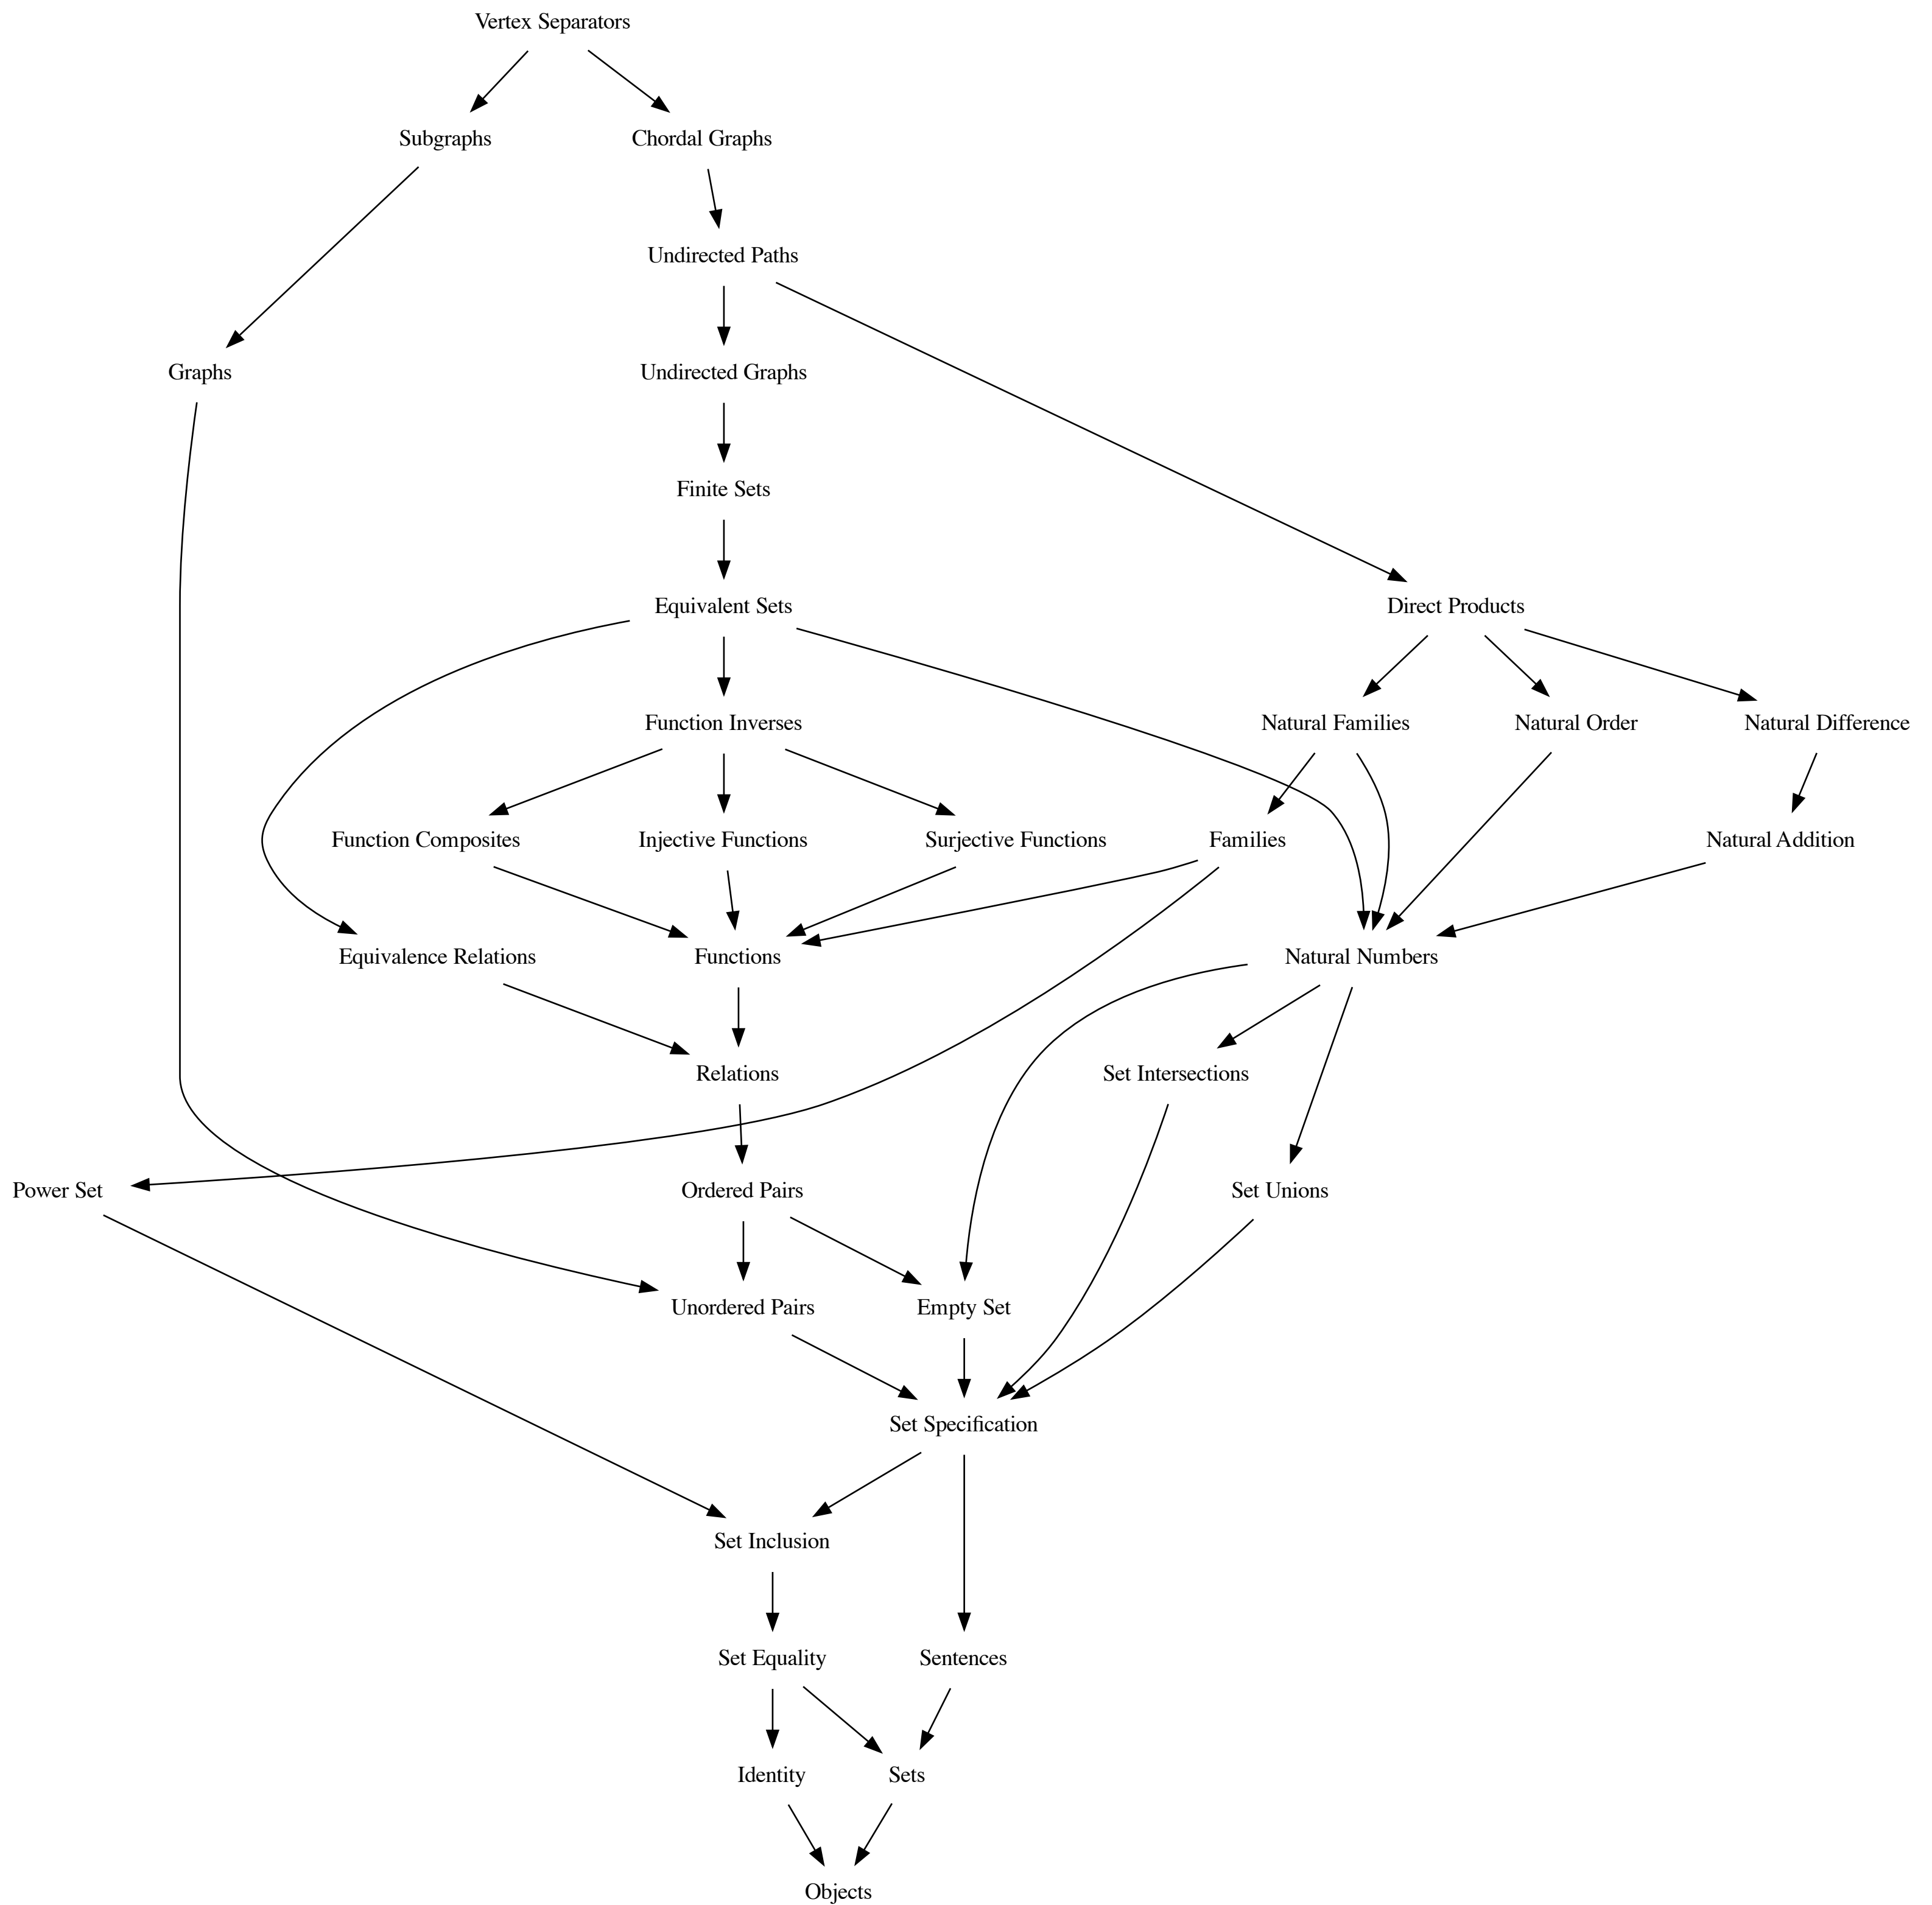 Vertex Separators
Subgraphs
Chordal Graphs
Undirected Paths
Graphs
Undirected Graphs
Finite Sets
Equivalent Sets
Direct Products
Function Inverses
Natural Families
Natural Order
Natural Difference
Function Composites
Injective Functions
Surjective Functions
Families
Natural Addition
Equivalence Relations
Functions
Natural Numbers
Relations
Set Intersections
Power Set
Ordered Pairs
Set Unions
Unordered Pairs
Empty Set
Set Specification
Set Inclusion
Set Equality
Sentences
Identity
Sets
Objects